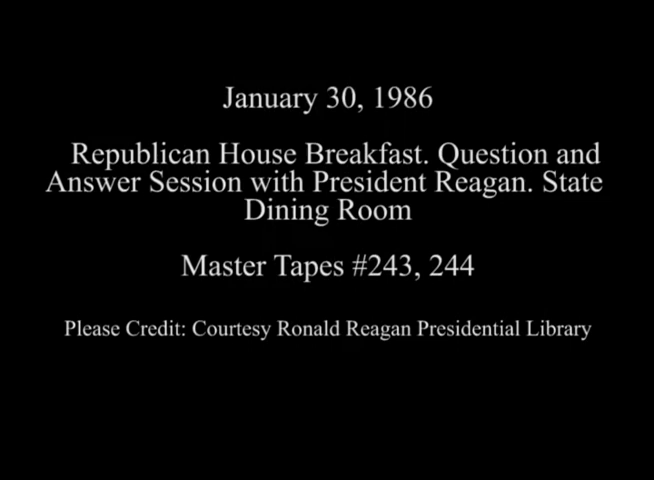 January 30, 1986
Republican House Breakfast. Question and
Answer Session with President Reagan. State
Dining Room
Master Tapes #243, 244
Please Credit: Courtesy Ronald Reagan Presidential Library